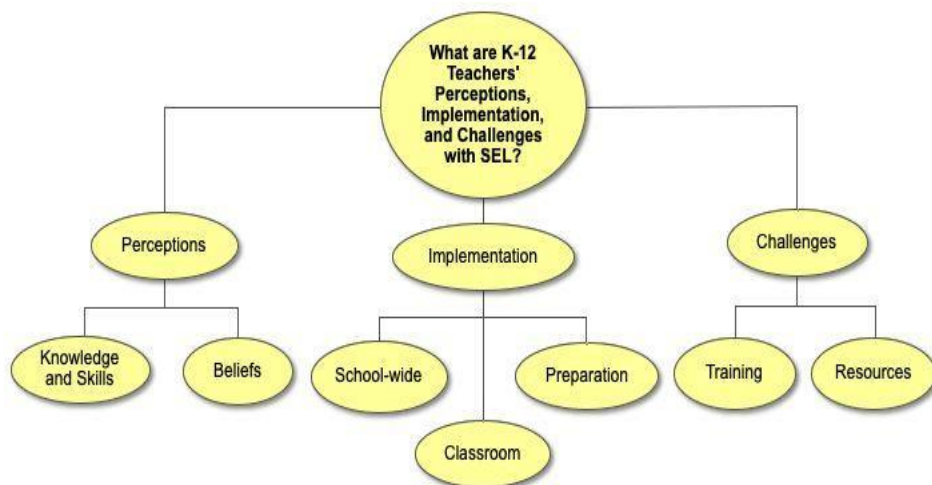 What are K-12
Teachers'
Perceptions,
Implementation,
and Challenges
with SEL?
Perceptions
Implementation
Challenges
Knowledge
and Skills
Beliefs
School-wide
Preparation
Training
Resources
Classroom